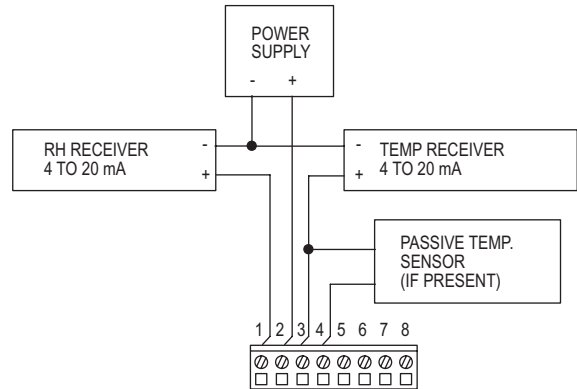 POWER
SUPPLY
- +
RH RECEIVER
4 TO 20 mA
-
+
-
+
TEMP RECEIVER
4 TO 20 mA
PASSIVE TEMP.
SENSOR
(IF PRESENT)
1 2 3 4 5 6 7 8